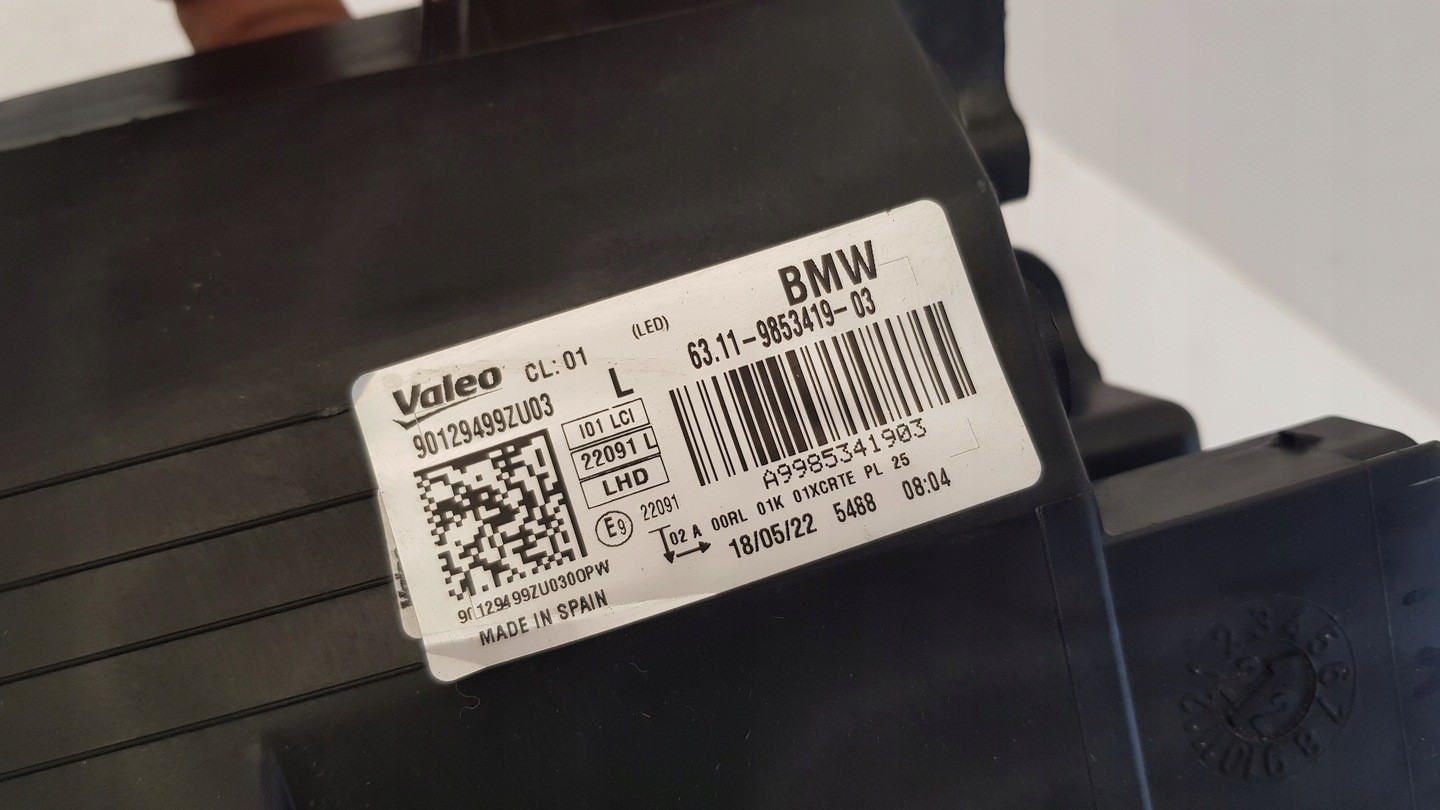 BMW
63.11-9853419-03
(LED)
Valeo CL: 01
90129499ZU03
L
I01 LCI
22091 L
LHD
A9985341903
E9 22091
02 A 00RL 01K 01XCRTE PL 25
18/05/22 5468 08:04
90129499ZU0300PW
MADE IN SPAIN